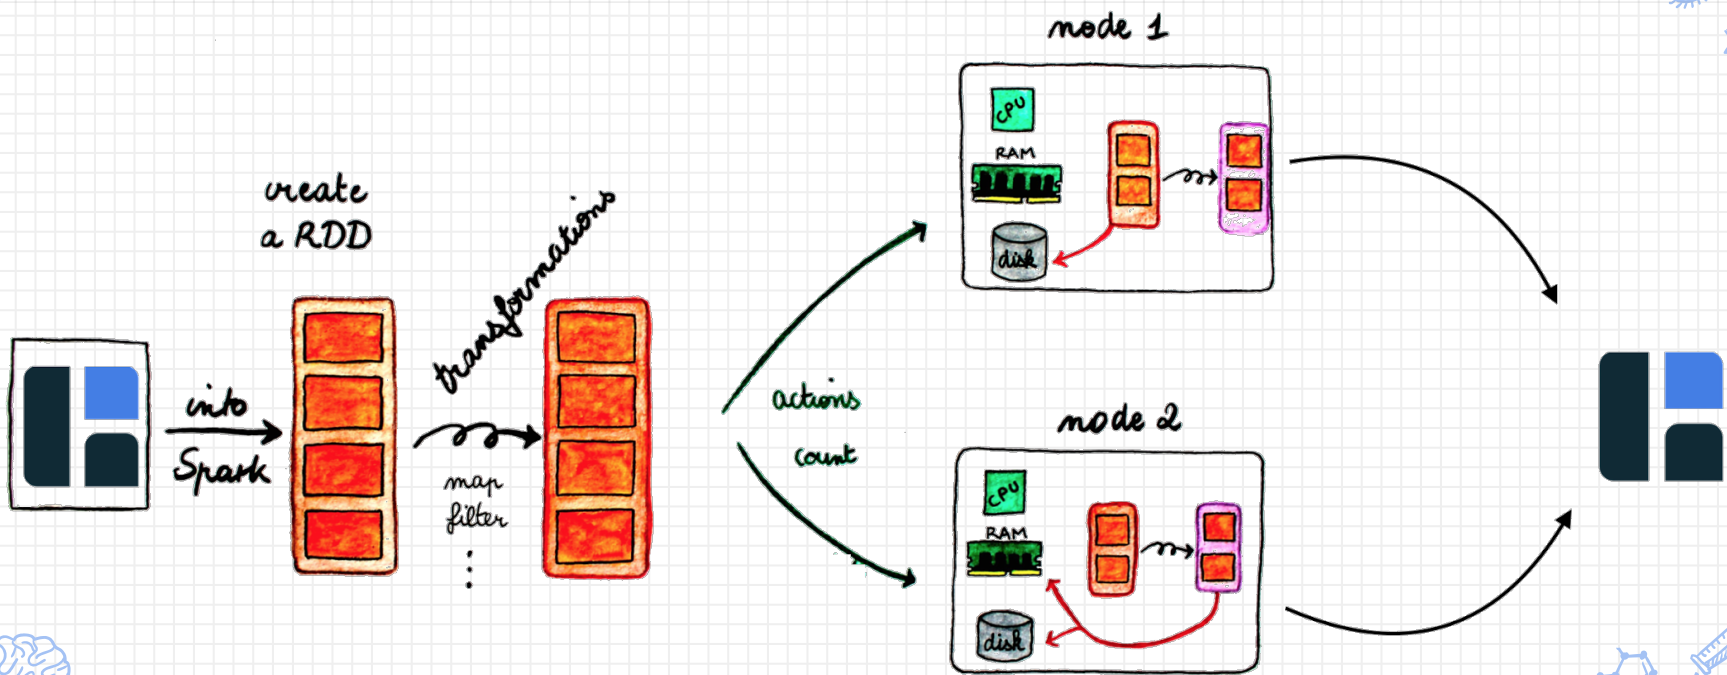 create
a RDD
into
Spark
transformations
map
filter
actions
count
node 1
CPU
RAM
disk
node 2
CPU
RAM
disk